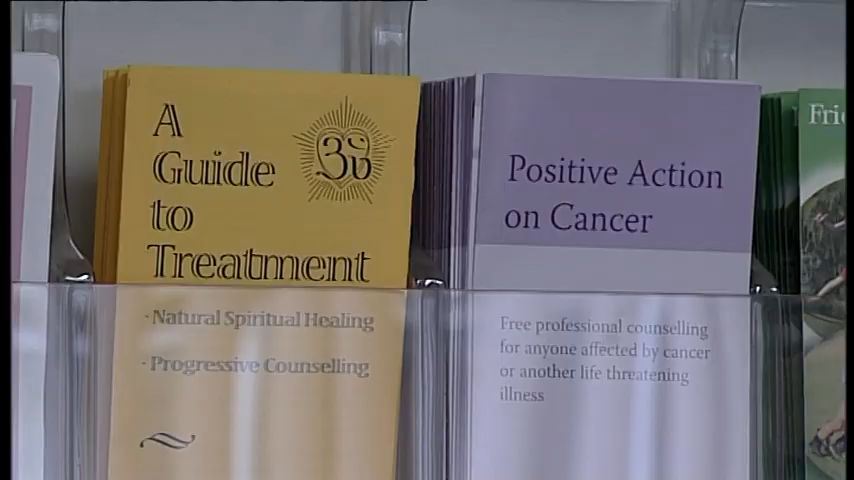 A
Guide
to
Treatment
· Natural Spiritual Healing
· Progressive Counselling
Positive Action
on Cancer
Free professional counselling
for anyone affected by cancer
or another life threatening
illness